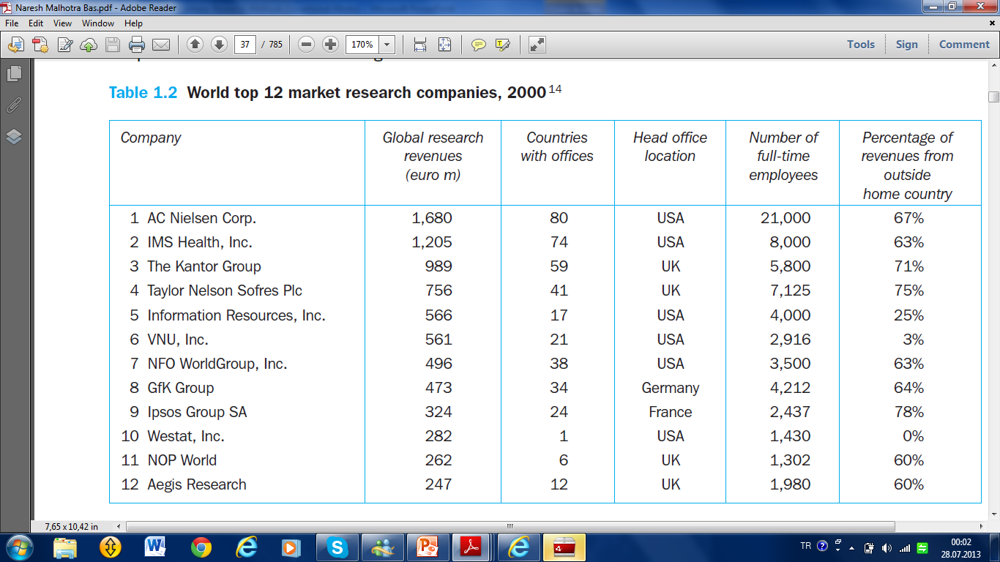 Naresh Malhotra Bas.pdf - Adobe Reader
File Edit View Window Help
37 / 785 170% Tools Sign Comment
Table 1.2 World top 12 market research companies, 2000 14
Company Global research revenues (euro m) Countries with offices Head office location Number of full-time employees Percentage of revenues from outside home country
1 AC Nielsen Corp. 1,680 80 USA 21,000 67%
2 IMS Health, Inc. 1,205 74 USA 8,000 63%
3 The Kantor Group 989 59 UK 5,800 71%
4 Taylor Nelson Sofres Plc 756 41 UK 7,125 75%
5 Information Resources, Inc. 566 17 USA 4,000 25%
6 VNU, Inc. 561 21 USA 2,916 3%
7 NFO WorldGroup, Inc. 496 38 USA 3,500 63%
8 GfK Group 473 34 Germany 4,212 64%
9 Ipsos Group SA 324 24 France 2,437 78%
10 Westat, Inc. 282 1 USA 1,430 0%
11 NOP World 262 6 UK 1,302 60%
12 Aegis Research 247 12 UK 1,980 60%
7,65 x 10,42 in
TR 00:02
28.07.2013